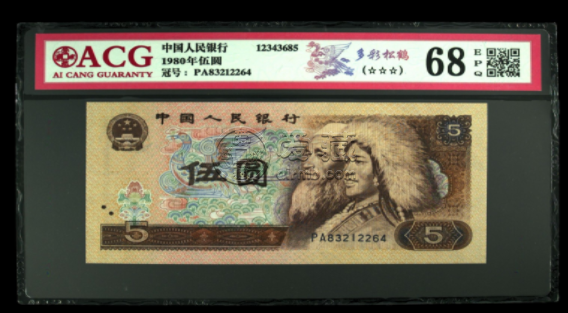 ACG
AI CANG GUARANTY
中国人民银行 12343685
1980年伍圆
冠号：PA83212264
多彩松鹤
(☆☆☆)
68
EPQ
中国人民银行
5
伍圆
5
PA83212264
5